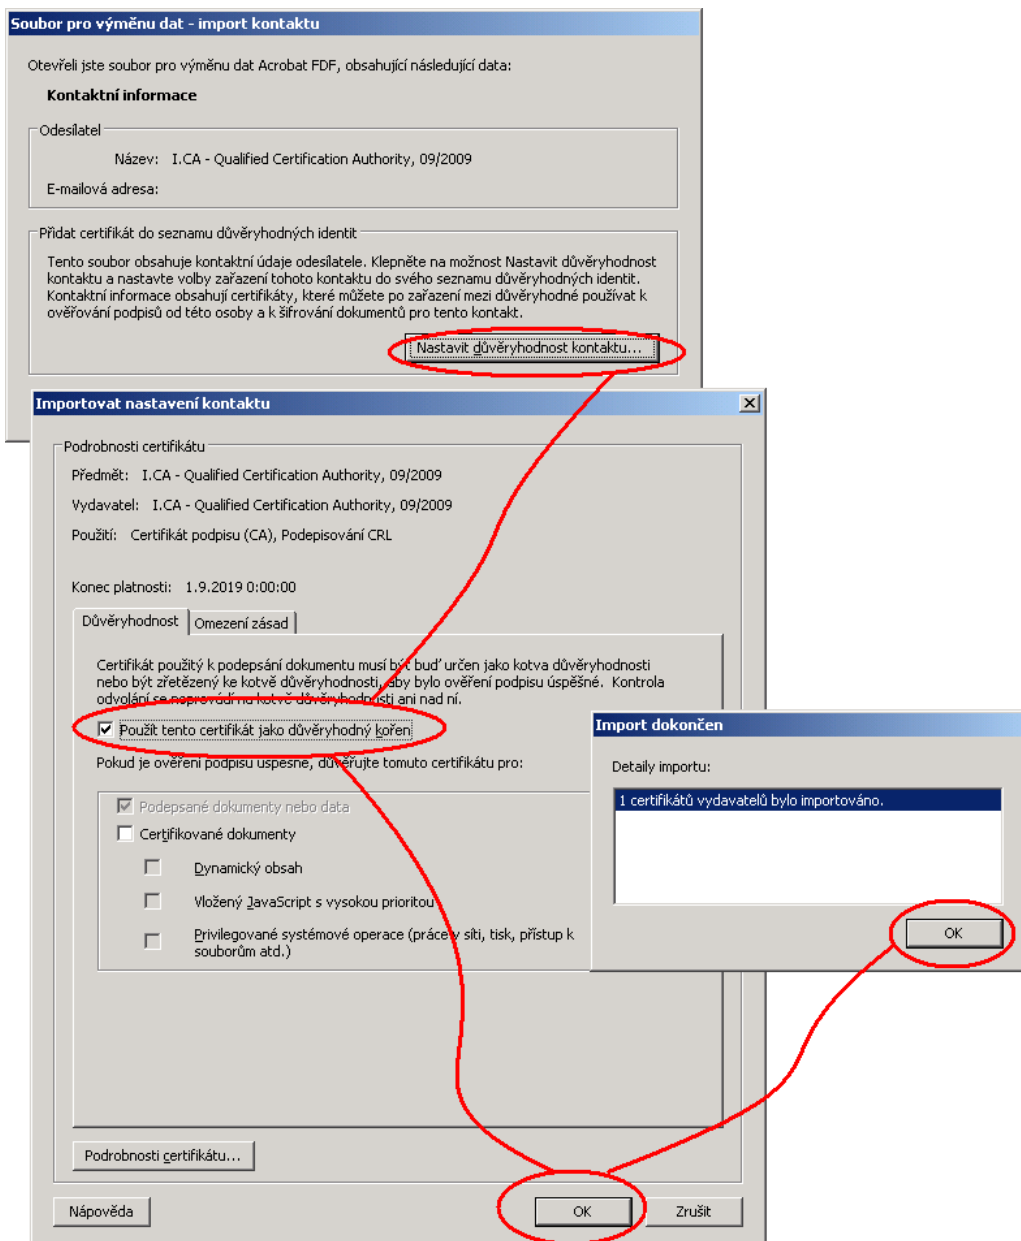 Soubor pro výměnu dat - import kontaktu
Otevřeli jste soubor pro výměnu dat Acrobat FDF, obsahující následující data:
Kontaktní informace
Odesílatel
Název: I.CA - Qualified Certification Authority, 09/2009
E-mailová adresa:
Přidat certifikát do seznamu důvěryhodných identit
Tento soubor obsahuje kontaktní údaje odesílatele. Klepněte na možnost Nastavit důvěryhodnost
kontaktu a nastavte volby zařazení tohoto kontaktu do svého seznamu důvěryhodných identit.
Kontaktní informace obsahují certifikáty, které můžete po zařazení mezi důvěryhodné používat k
ověřování podpisů od této osoby a k šifrování dokumentů pro tento kontakt.
Nastavit důvěryhodnost kontaktu...
Importovat nastavení kontaktu
Podrobnosti certifikátu
Předmět: I.CA - Qualified Certification Authority, 09/2009
Vydavatel: I.CA - Qualified Certification Authority, 09/2009
Použití: Certifikát podpisu (CA), Podepisování CRL
Konec platnosti: 1.9.2019 0:00:00
Důvěryhodnost
Omezení zásad
Certifikát použitý k podepsání dokumentu musí být buď určen jako kotva důvěryhodnosti
nebo být zřetězený ke kotvě důvěryhodnosti, aby bylo ověření podpisu úspěšné. Kontrola
odvolání se neprovádí na kotvě důvěryhodnosti ani nad ní.
Použít tento certifikát jako důvěryhodný kořen
Pokud je ověření podpisu úspěšné, důvěřujte tomuto certifikátu pro:
Podepsané dokumenty nebo data
Certifikované dokumenty
Dynamický obsah
Vložený JavaScript s vysokou prioritou
Privilegované systémové operace (práce v síti, tisk, přístup k
souborům atd.)
Podrobnosti certifikátu...
Nápověda
OK
Zrušit
Import dokončen
Detaily importu:
1 certifikátů vydavatelů bylo importováno.
OK